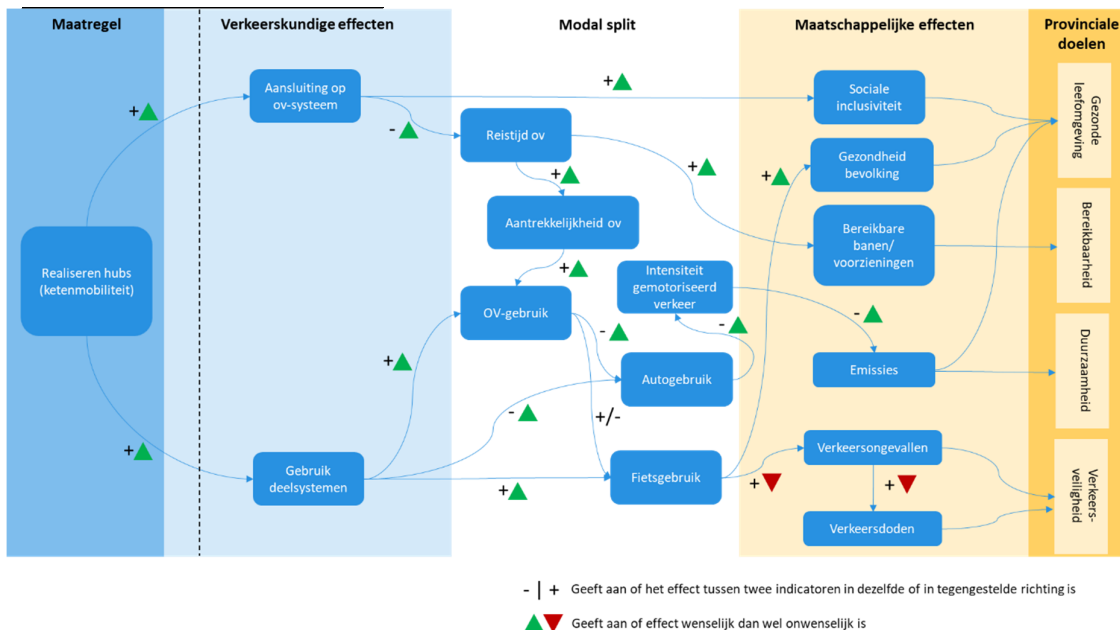 Maatregel
Verkeerskundige effecten
Modal split
Maatschappelijke effecten
Provinciale
doelen
Aansluiting op
ov-systeem
+
-
+
Reistijd ov
+
+
Aantrekkelijkheid ov
+
Sociale
inclusiviteit
Gezondheid
bevolking
+
Bereikbare
banen/
voorzieningen
Gezonde
leefomgeving
Bereikbaarheid
Realiseren hubs
(ketenmobiliteit)
OV-gebruik
Intensiteit
gemotoriseerd
verkeer
-
-
-
+
Autogebruik
Emissies
Duurzaamheid
-
+/-
+
Gebruik
deelsystemen
+
Fietsgebruik
+
Verkeersongevallen
+
Verkeersdoden
Verkeers-
veiligheid
- | + Geeft aan of het effect tussen twee indicatoren in dezelfde of in tegengestelde richting is
Geeft aan of effect wenselijk dan wel onwenselijk is